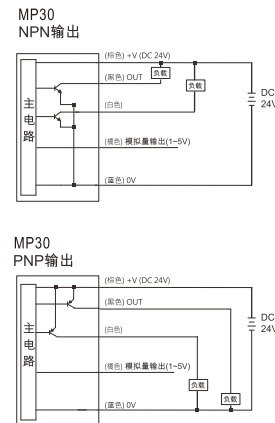 MP30
NPN输出
(棕色) +V (DC 24V)
(黑色) OUT
负载
负载
(白色)
DC
24V
主电路
(橘色) 模拟量输出(1~5V)
(蓝色) 0V
MP30
PNP输出
(棕色) +V (DC 24V)
(黑色) OUT
DC
24V
(白色)
主电路
(橘色) 模拟量输出(1~5V)
负载
负载
(蓝色) 0V